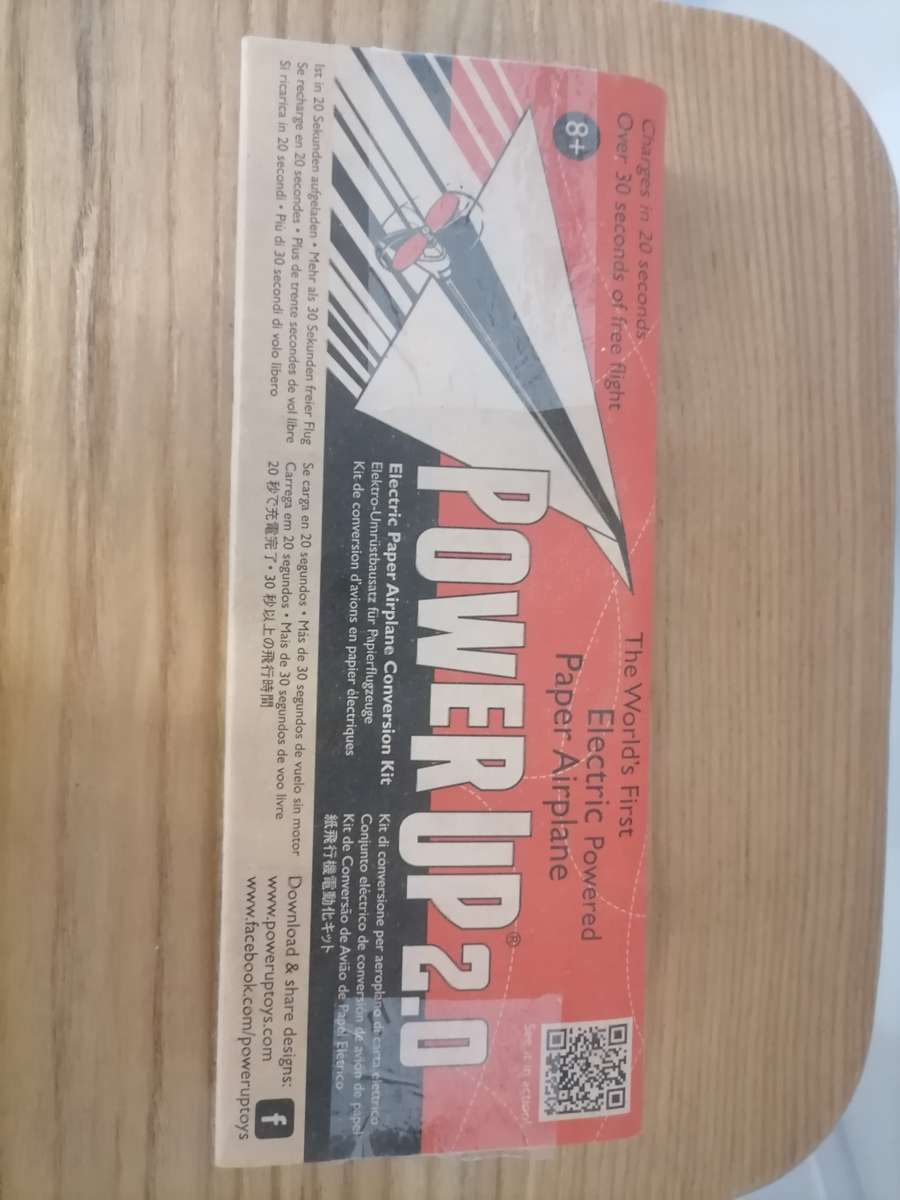 Charges in 20 seconds
Over 30 seconds of free flight
8+
The World's First
Electric Powered
Paper Airplane
See it in action!
POWER UP® 2.0
Electric Paper Airplane Conversion Kit
Elektro-Umrüstbausatz für Papierflugzeuge
Kit de conversion d'avions en papier électriques
Kit di conversione per aeroplano di carta elettrico
Conjunto eléctrico de conversión de avión de papel
Kit de Conversão de Avião de Papel Elétrico
紙飛行機電動化キット
Ist in 20 Sekunden aufgeladen • Mehr als 30 Sekunden freier Flug
Se recharge en 20 secondes • Plus de trente secondes de vol libre
Si ricarica in 20 secondi • Più di 30 secondi di volo libero
Se carga en 20 segundos • Más de 30 segundos de vuelo sin motor
Carrega em 20 segundos • Mais de 30 segundos de voo livre
20 秒で充電完了 • 30 秒以上の飛行時間
Download & share designs:
www.poweruptoys.com
www.facebook.com/poweruptoys
f